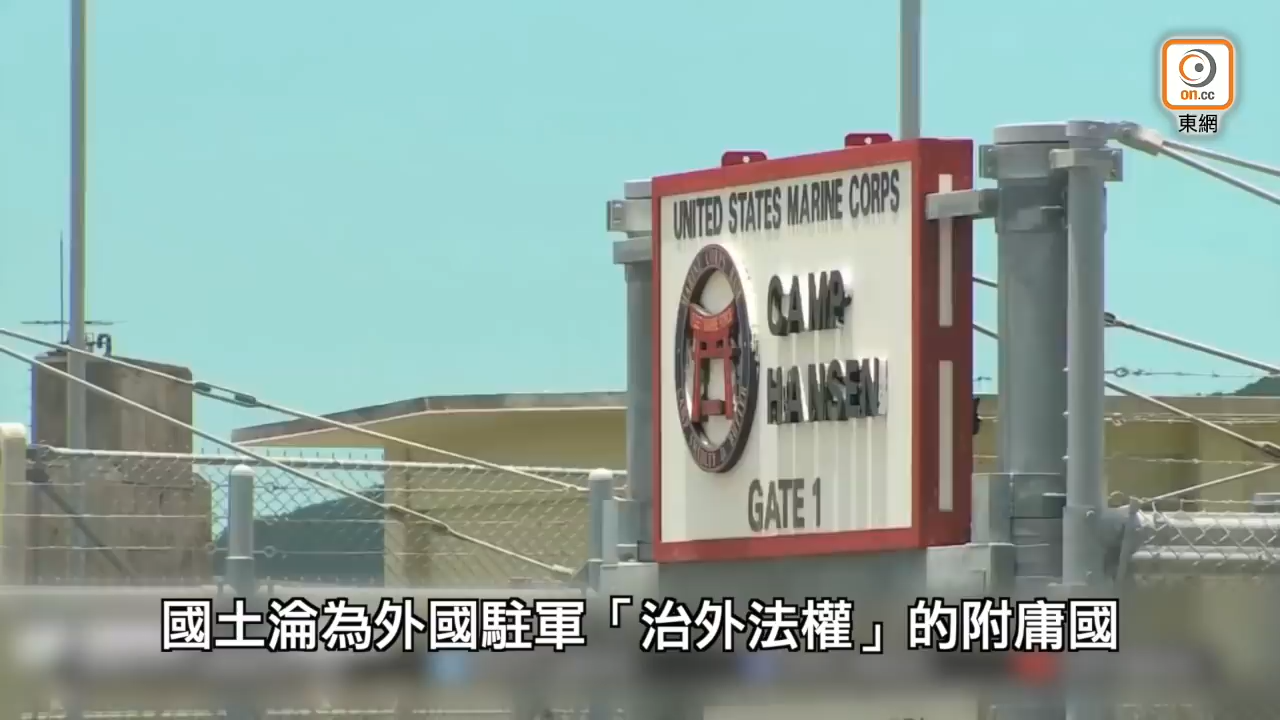 on.cc
東網
UNITED STATES MARINE CORPS
CAMP
HANSEN
GATE 1
國土淪為外國駐軍「治外法權」的附庸國